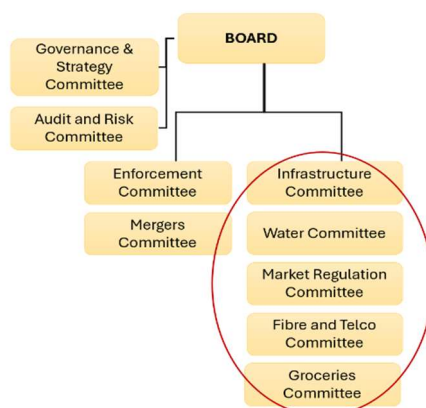 BOARD
Governance &
Strategy
Committee
Audit and Risk
Committee
Enforcement
Committee
Mergers
Committee
Infrastructure
Committee
Water Committee
Market Regulation
Committee
Fibre and Telco
Committee
Groceries
Committee